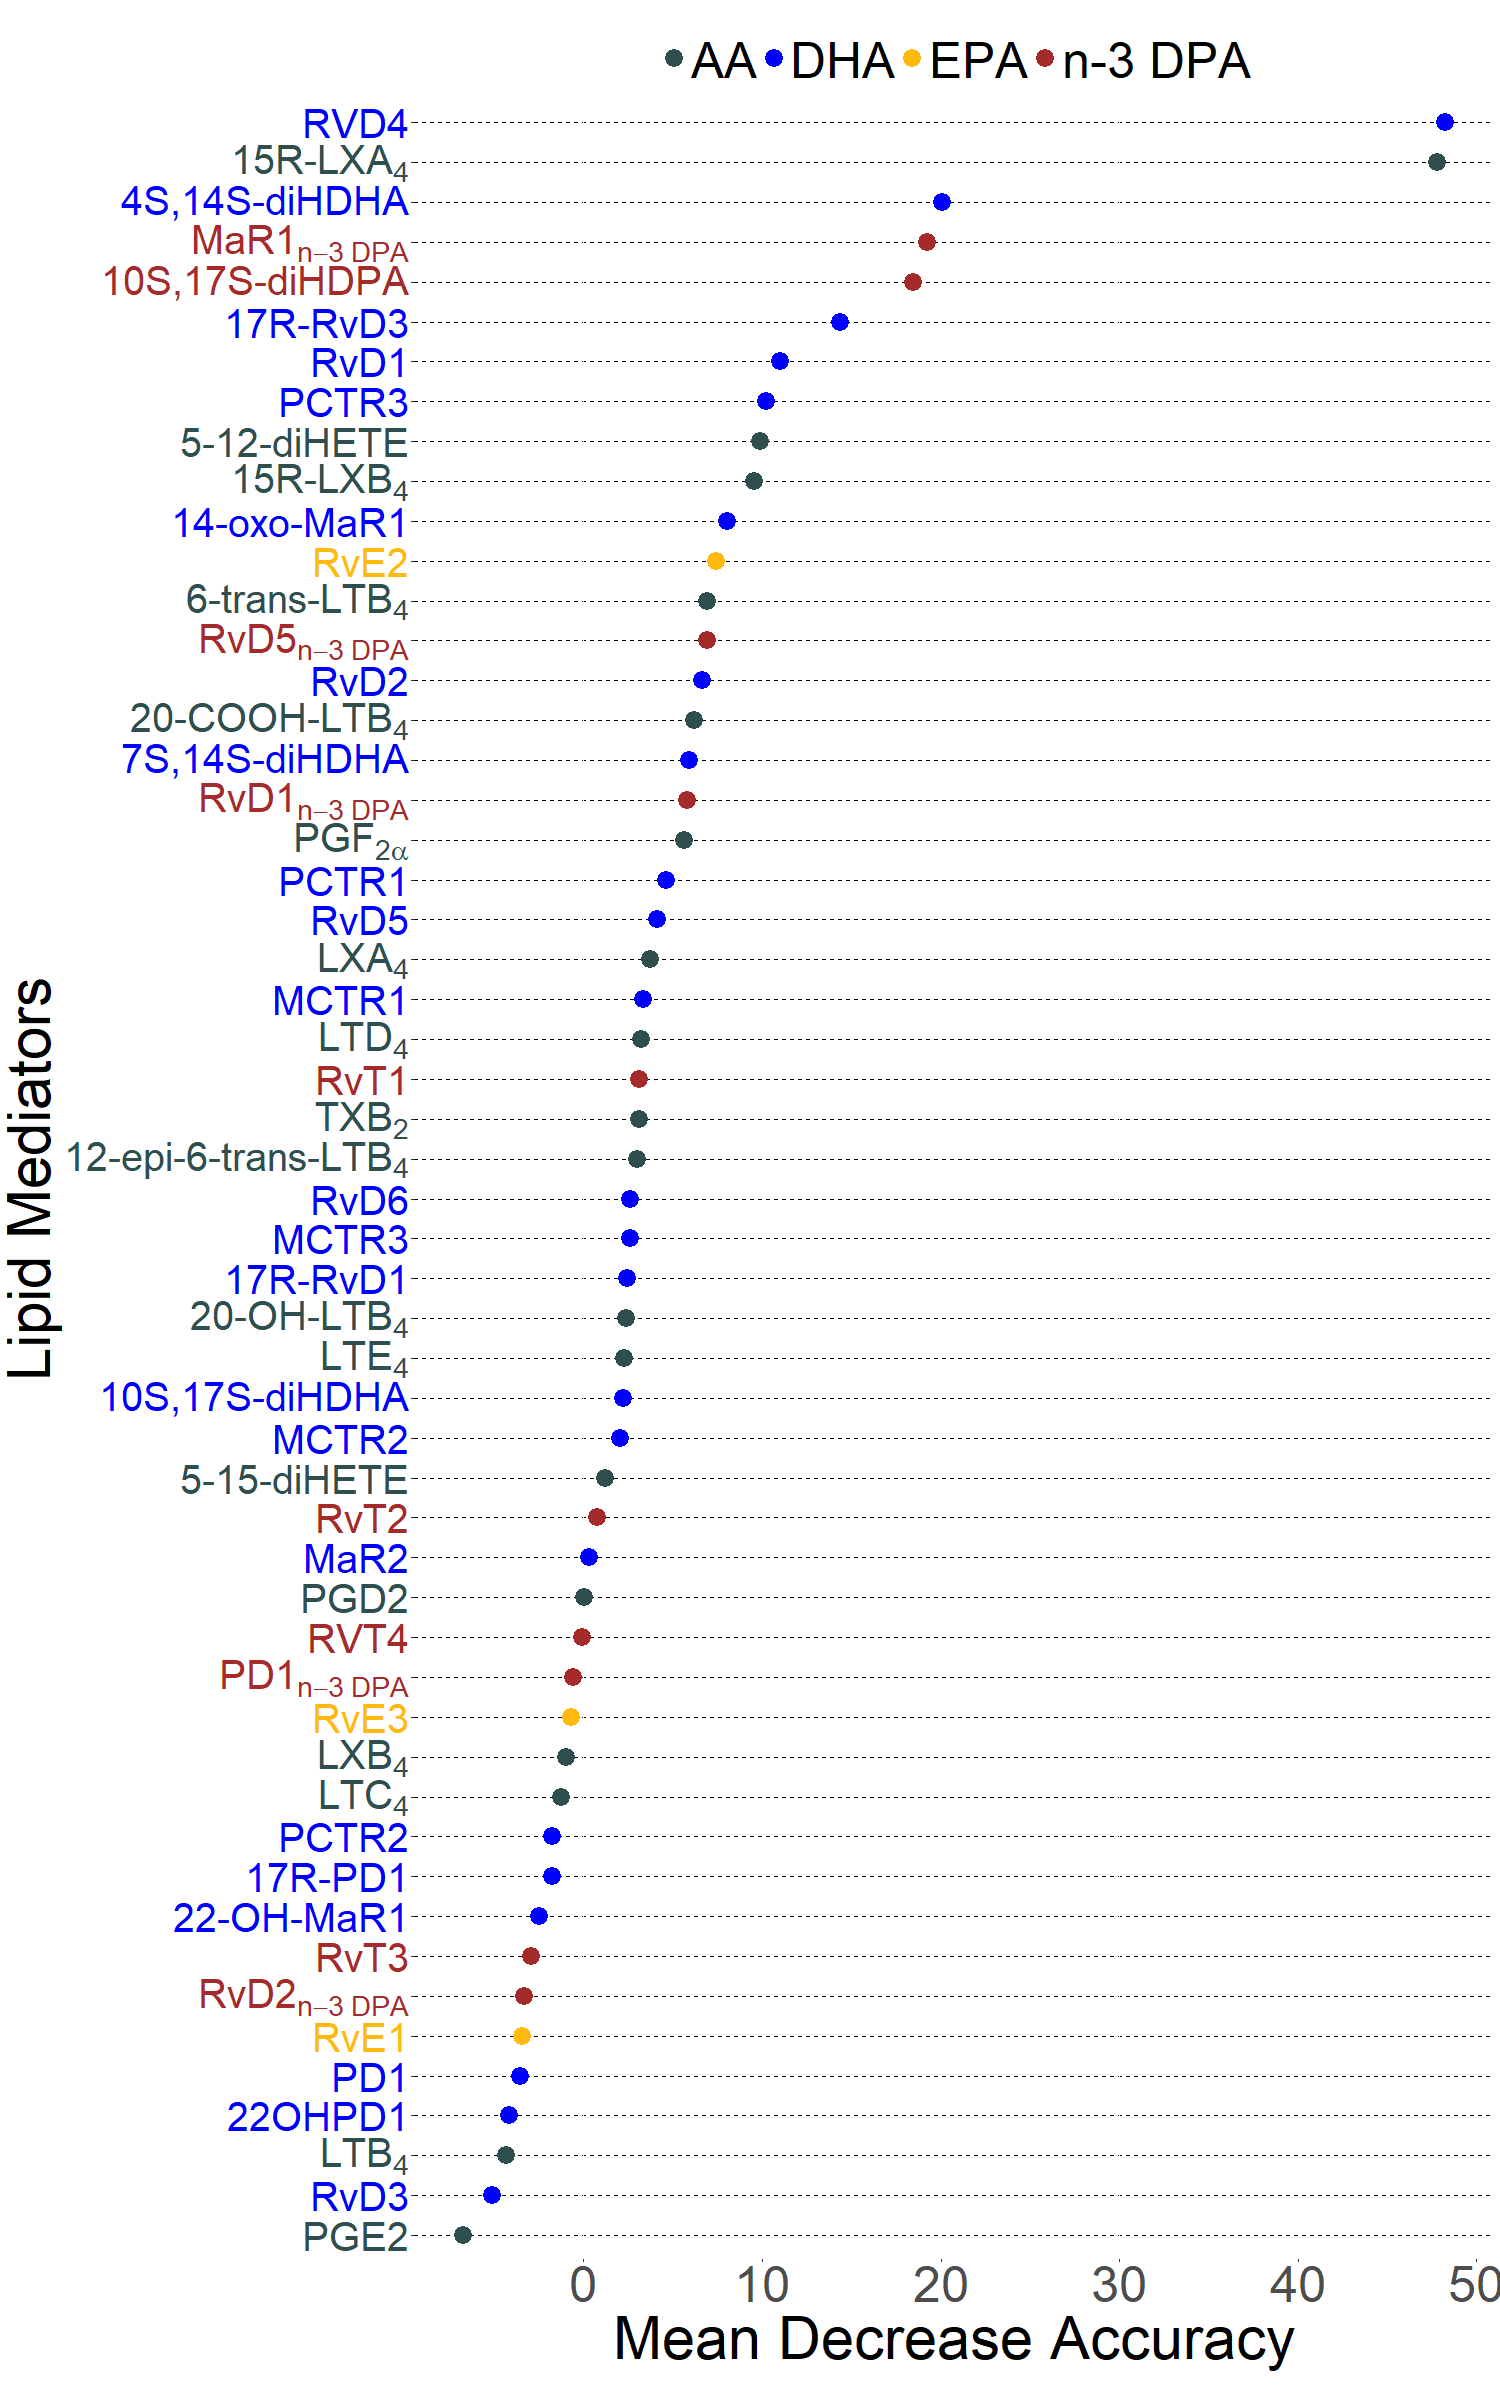 AA DHA EPA n-3 DPA
RVD4
15R-LXA4
4S,14S-diHDHA
MaR1n−3 DPA
10S,17S-diHDPA
17R-RvD3
RvD1
PCTR3
5-12-diHETE
15R-LXB4
14-oxo-MaR1
RvE2
6-trans-LTB4
RvD5n−3 DPA
RvD2
20-COOH-LTB4
7S,14S-diHDHA
RvD1n−3 DPA
PGF2α
PCTR1
RvD5
LXA4
MCTR1
LTD4
RvT1
TXB2
12-epi-6-trans-LTB4
RvD6
MCTR3
17R-RvD1
20-OH-LTB4
LTE4
10S,17S-diHDHA
MCTR2
5-15-diHETE
RvT2
MaR2
PGD2
RVT4
PD1n−3 DPA
RvE3
LXB4
LTC4
PCTR2
17R-PD1
22-OH-MaR1
RvT3
RvD2n−3 DPA
RvE1
PD1
22OHPD1
LTB4
RvD3
PGE2
Lipid Mediators
0 10 20 30 40 50
Mean Decrease Accuracy